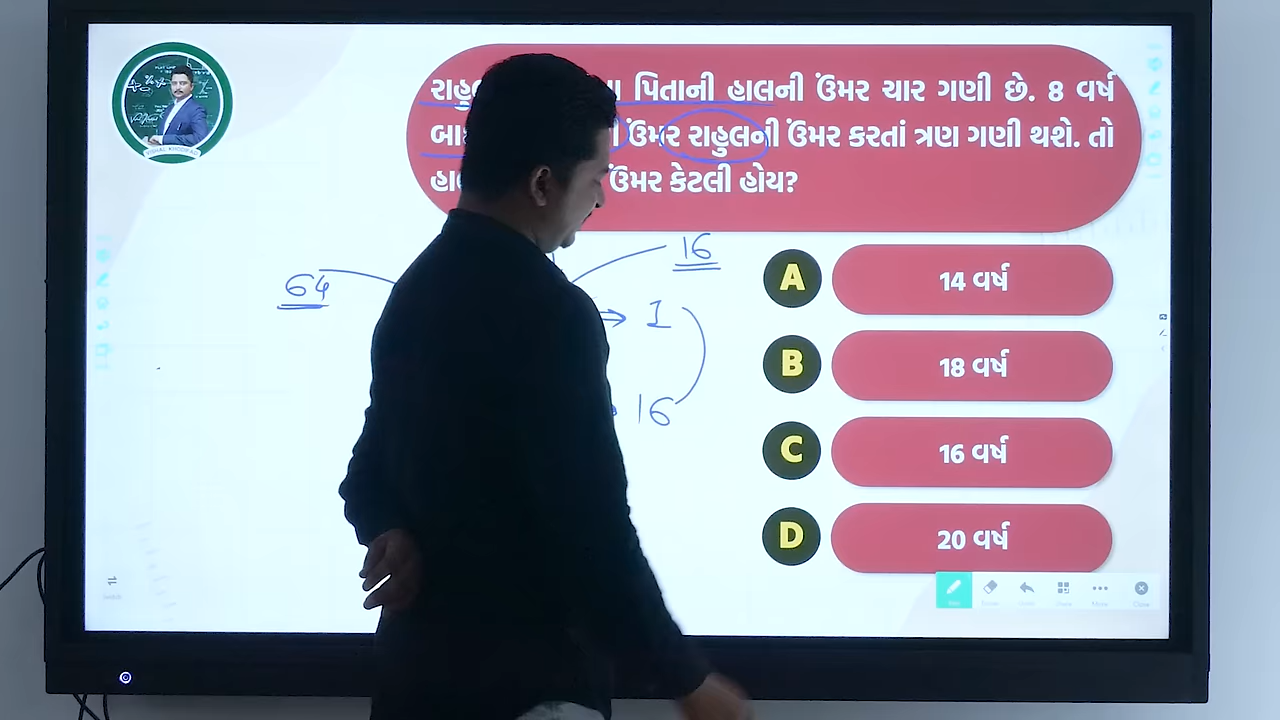 પિતાની હાલની ઉંમર ચાર ગણી છે. 8 વર્ષ
ઉંમર રાહુલની ઉંમર કરતાં ત્રણ ગણી થશે. તો
ઉંમર કેટલી હોય?
16
64
1
16
A 14 વર્ષ
B 18 વર્ષ
C 16 વર્ષ
D 20 વર્ષ